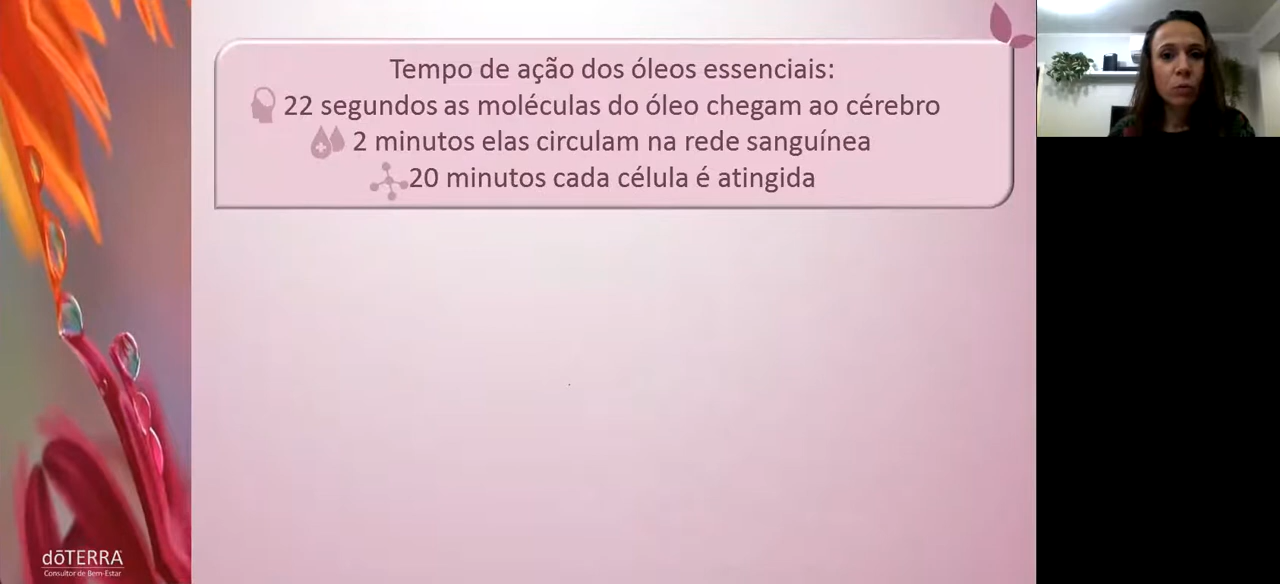 Tempo de ação dos óleos essenciais:
22 segundos as moléculas do óleo chegam ao cérebro
2 minutos elas circulam na rede sanguínea
20 minutos cada célula é atingida
dōTERRA
Consultor de Bem-Estar